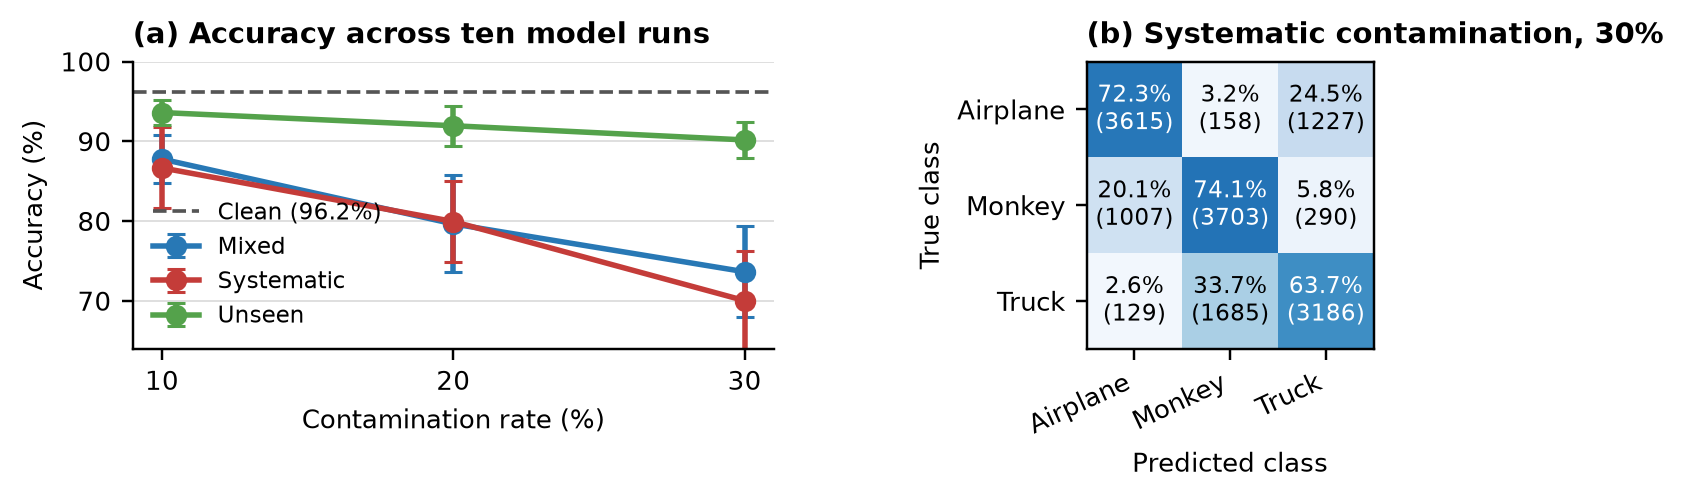 (a) Accuracy across ten model runs
100
90
80
70
Accuracy (%)
Clean (96.2%)
Mixed
Systematic
Unseen
10 20 30
Contamination rate (%)
(b) Systematic contamination, 30%
True class
Airplane
72.3% 3.2% 24.5%
(3615) (158) (1227)
Monkey
20.1% 74.1% 5.8%
(1007) (3703) (290)
Truck
2.6% 33.7% 63.7%
(129) (1685) (3186)
Airplane Monkey Truck
Predicted class